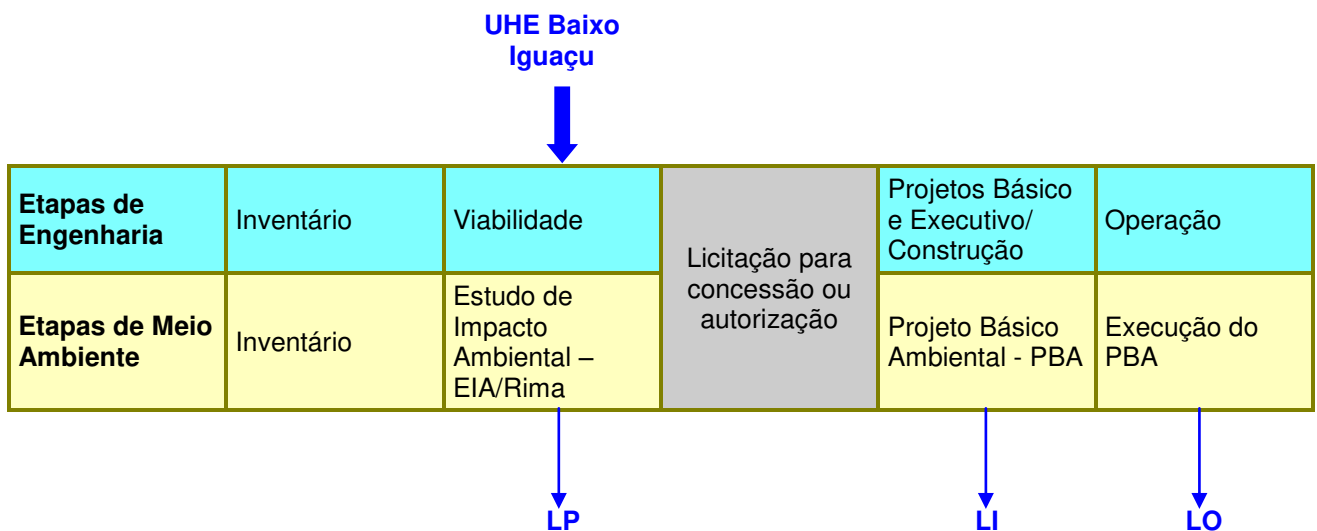 UHE Baixo
Iguaçu
Etapas de
Engenharia
Inventário
Viabilidade
Licitação para
concessão ou
autorização
Projetos Básico
e Executivo/
Construção
Operação
Etapas de Meio
Ambiente
Inventário
Estudo de
Impacto
Ambiental –
EIA/Rima
Projeto Básico
Ambiental - PBA
Execução do
PBA
LP
LI
LO